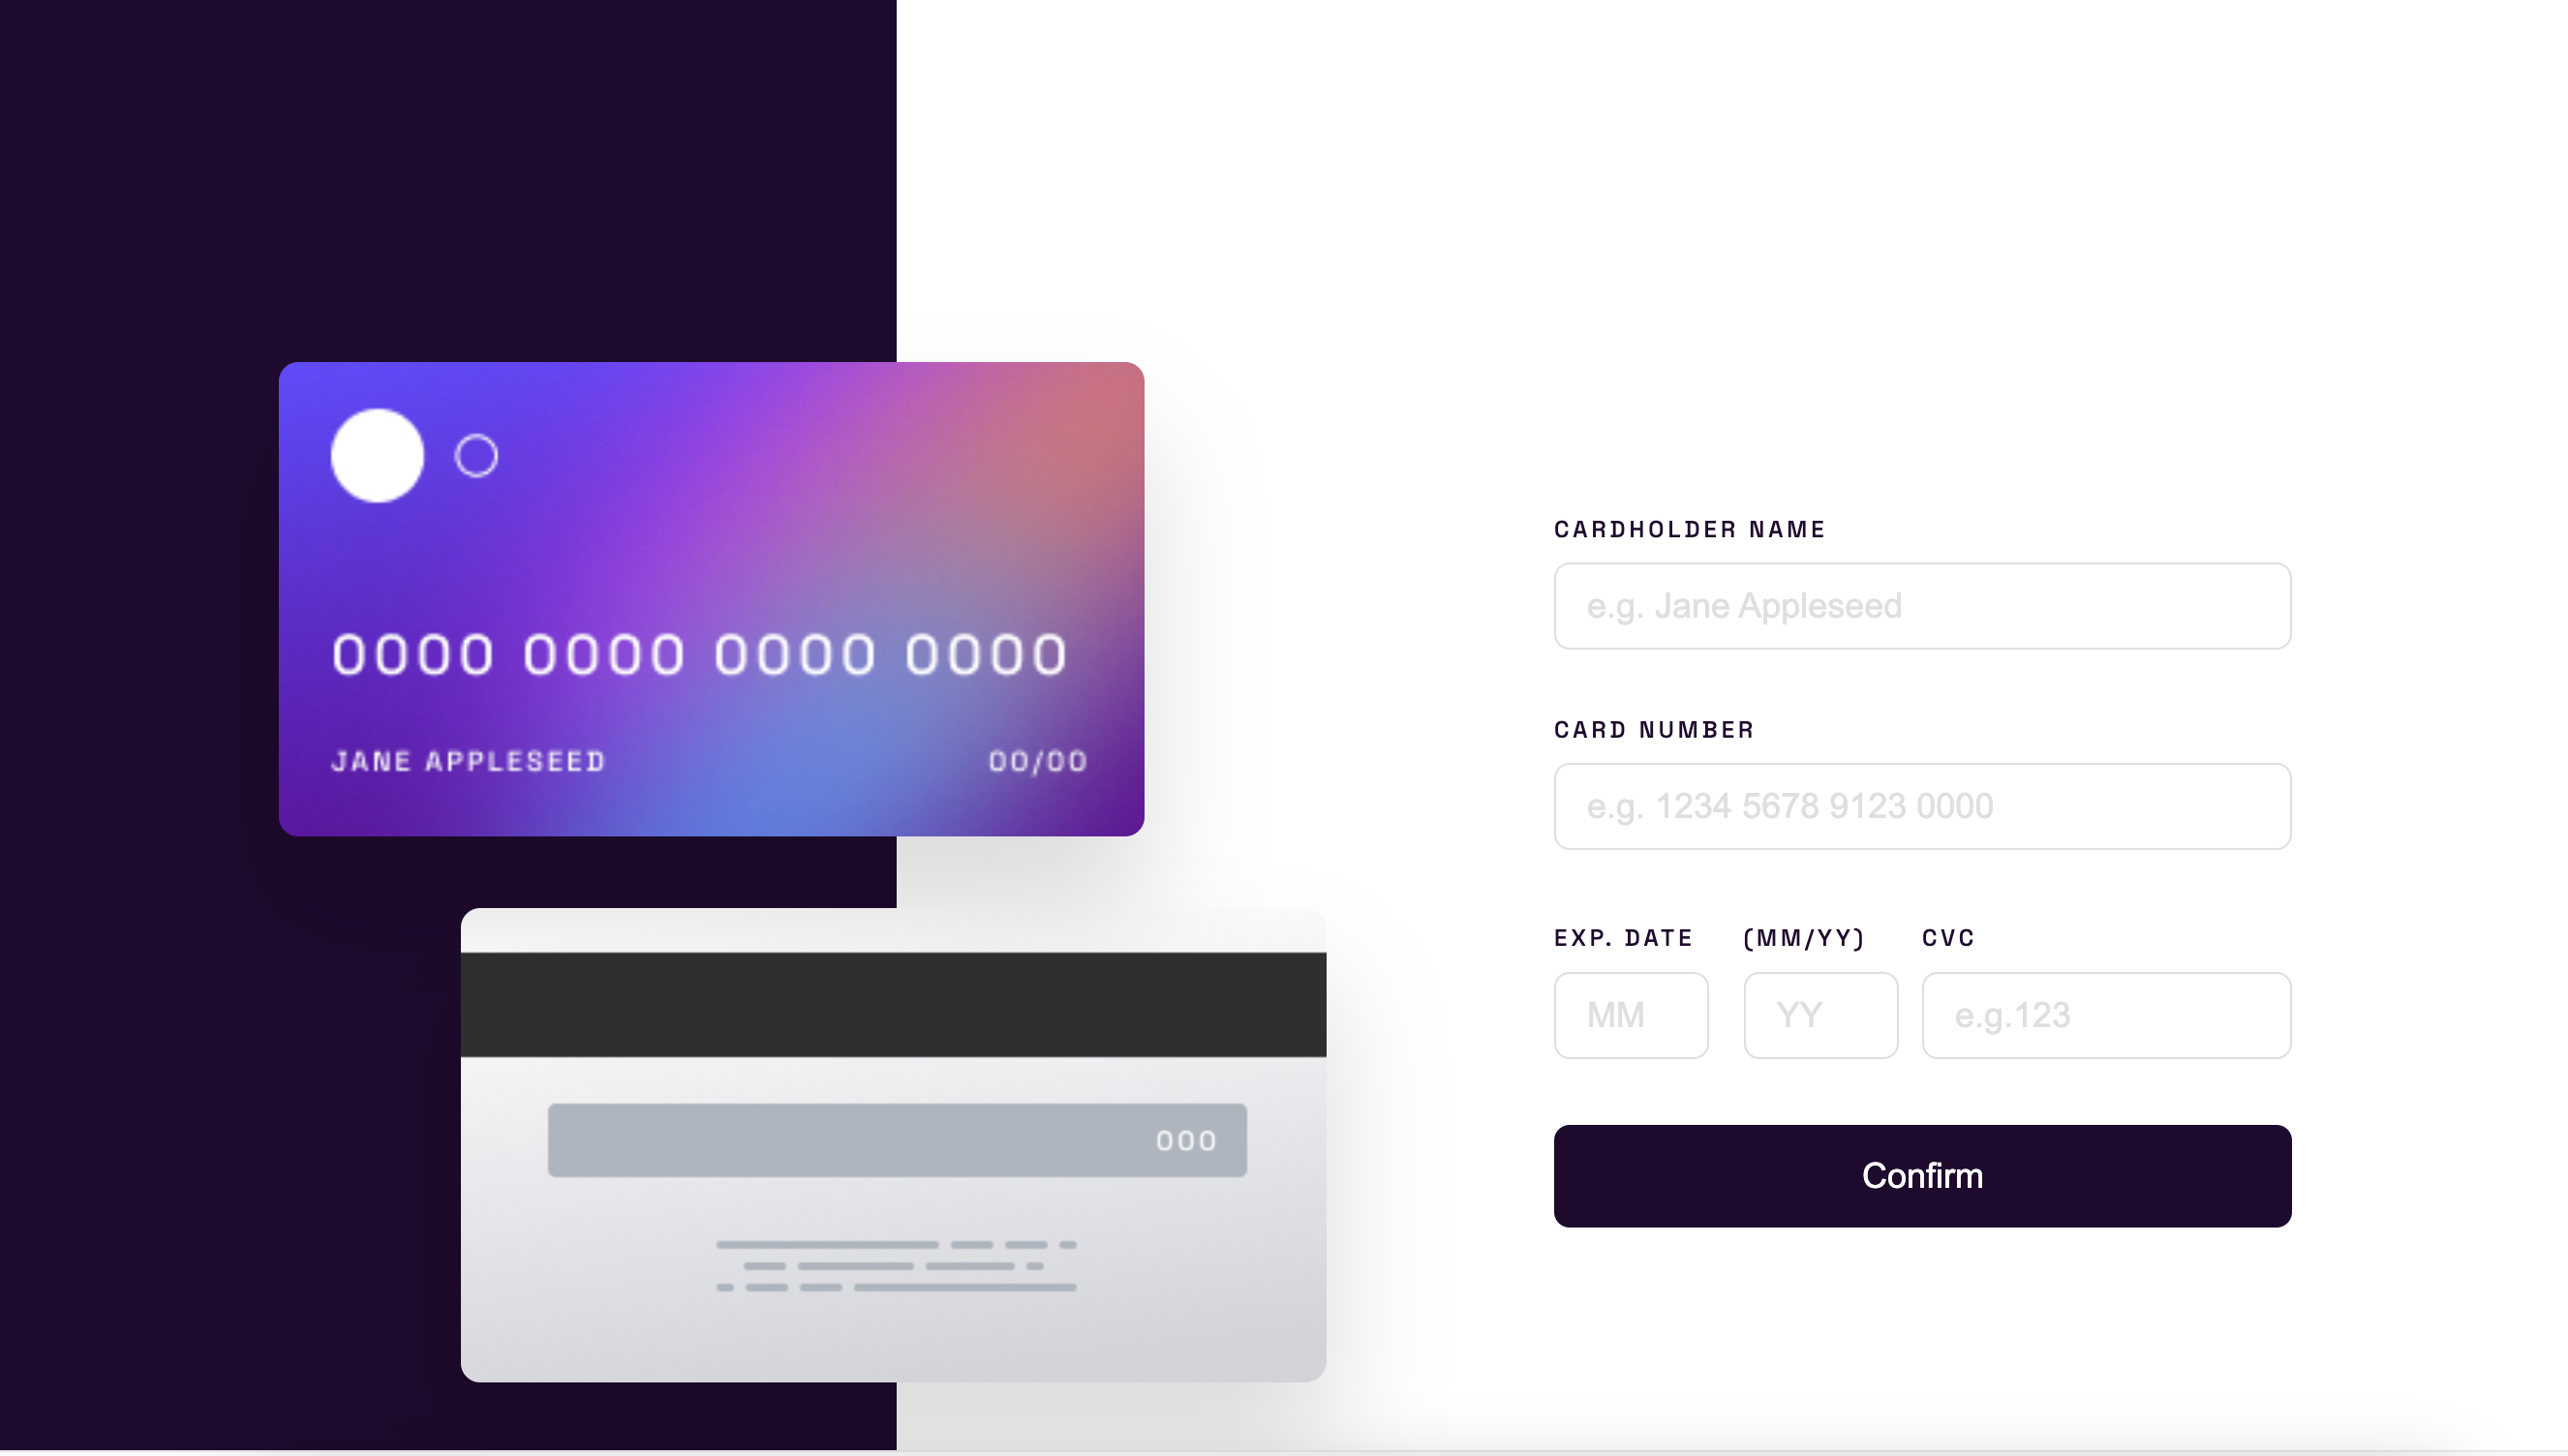 0000 0000 0000 0000
JANE APPLESEED 00/00
000
CARDHOLDER NAME
e.g. Jane Appleseed
CARD NUMBER
e.g. 1234 5678 9123 0000
EXP. DATE (MM/YY) CVC
MM YY e.g.123
Confirm